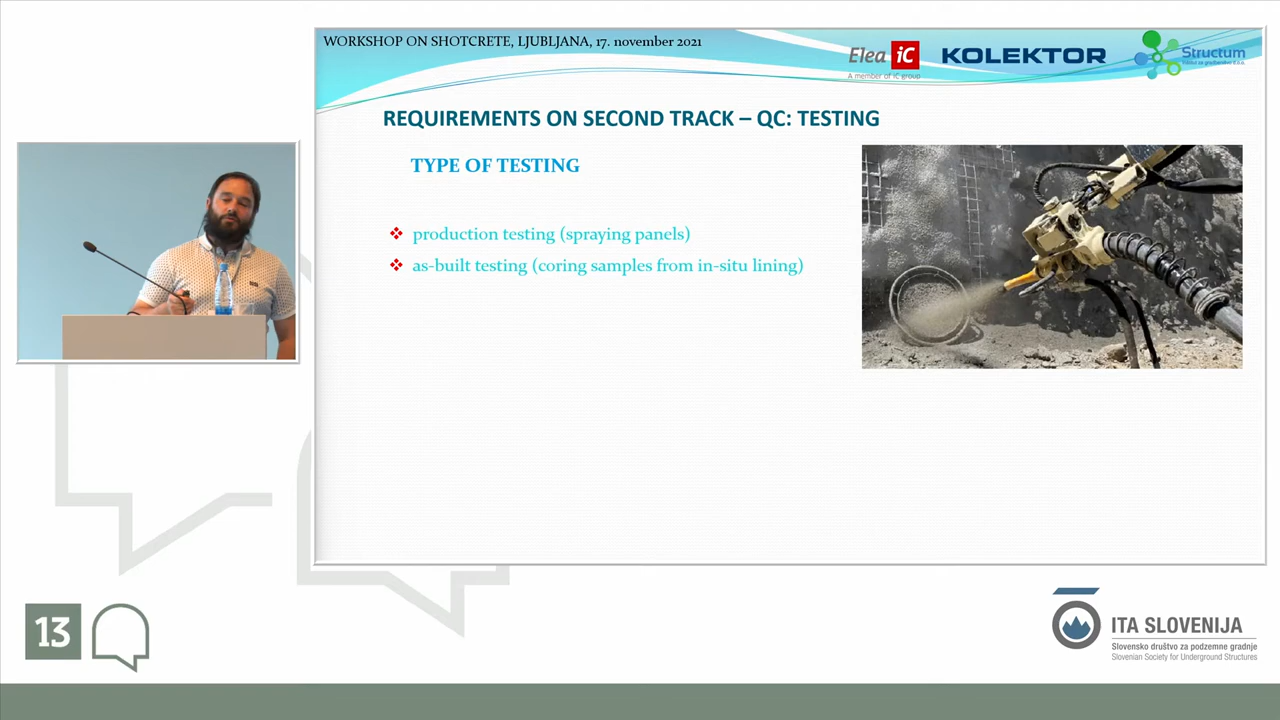 WORKSHOP ON SHOTCRETE, LJUBLJANA, 17. november 2021
Elea iC
A member of iC group
KOLEKTOR
Structum
REQUIREMENTS ON SECOND TRACK – QC: TESTING
TYPE OF TESTING
production testing (spraying panels)
as-built testing (coring samples from in-situ lining)
13
ITA SLOVENIJA
Slovensko društvo za podzemne gradnje
Slovenian Society for Underground Structures